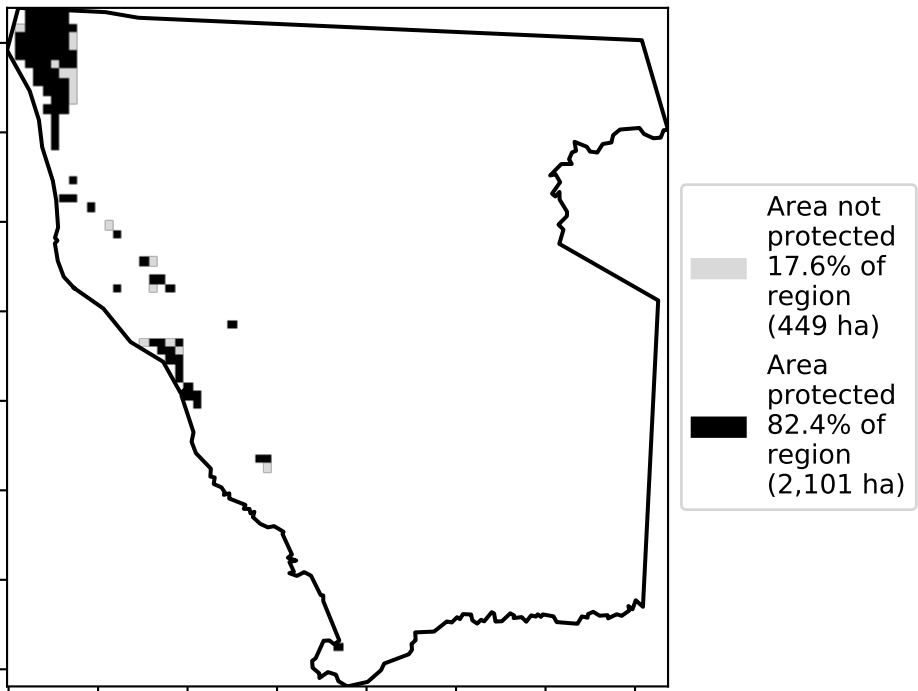 Area not
protected
17.6% of
region
(449 ha)
Area
protected
82.4% of
region
(2,101 ha)